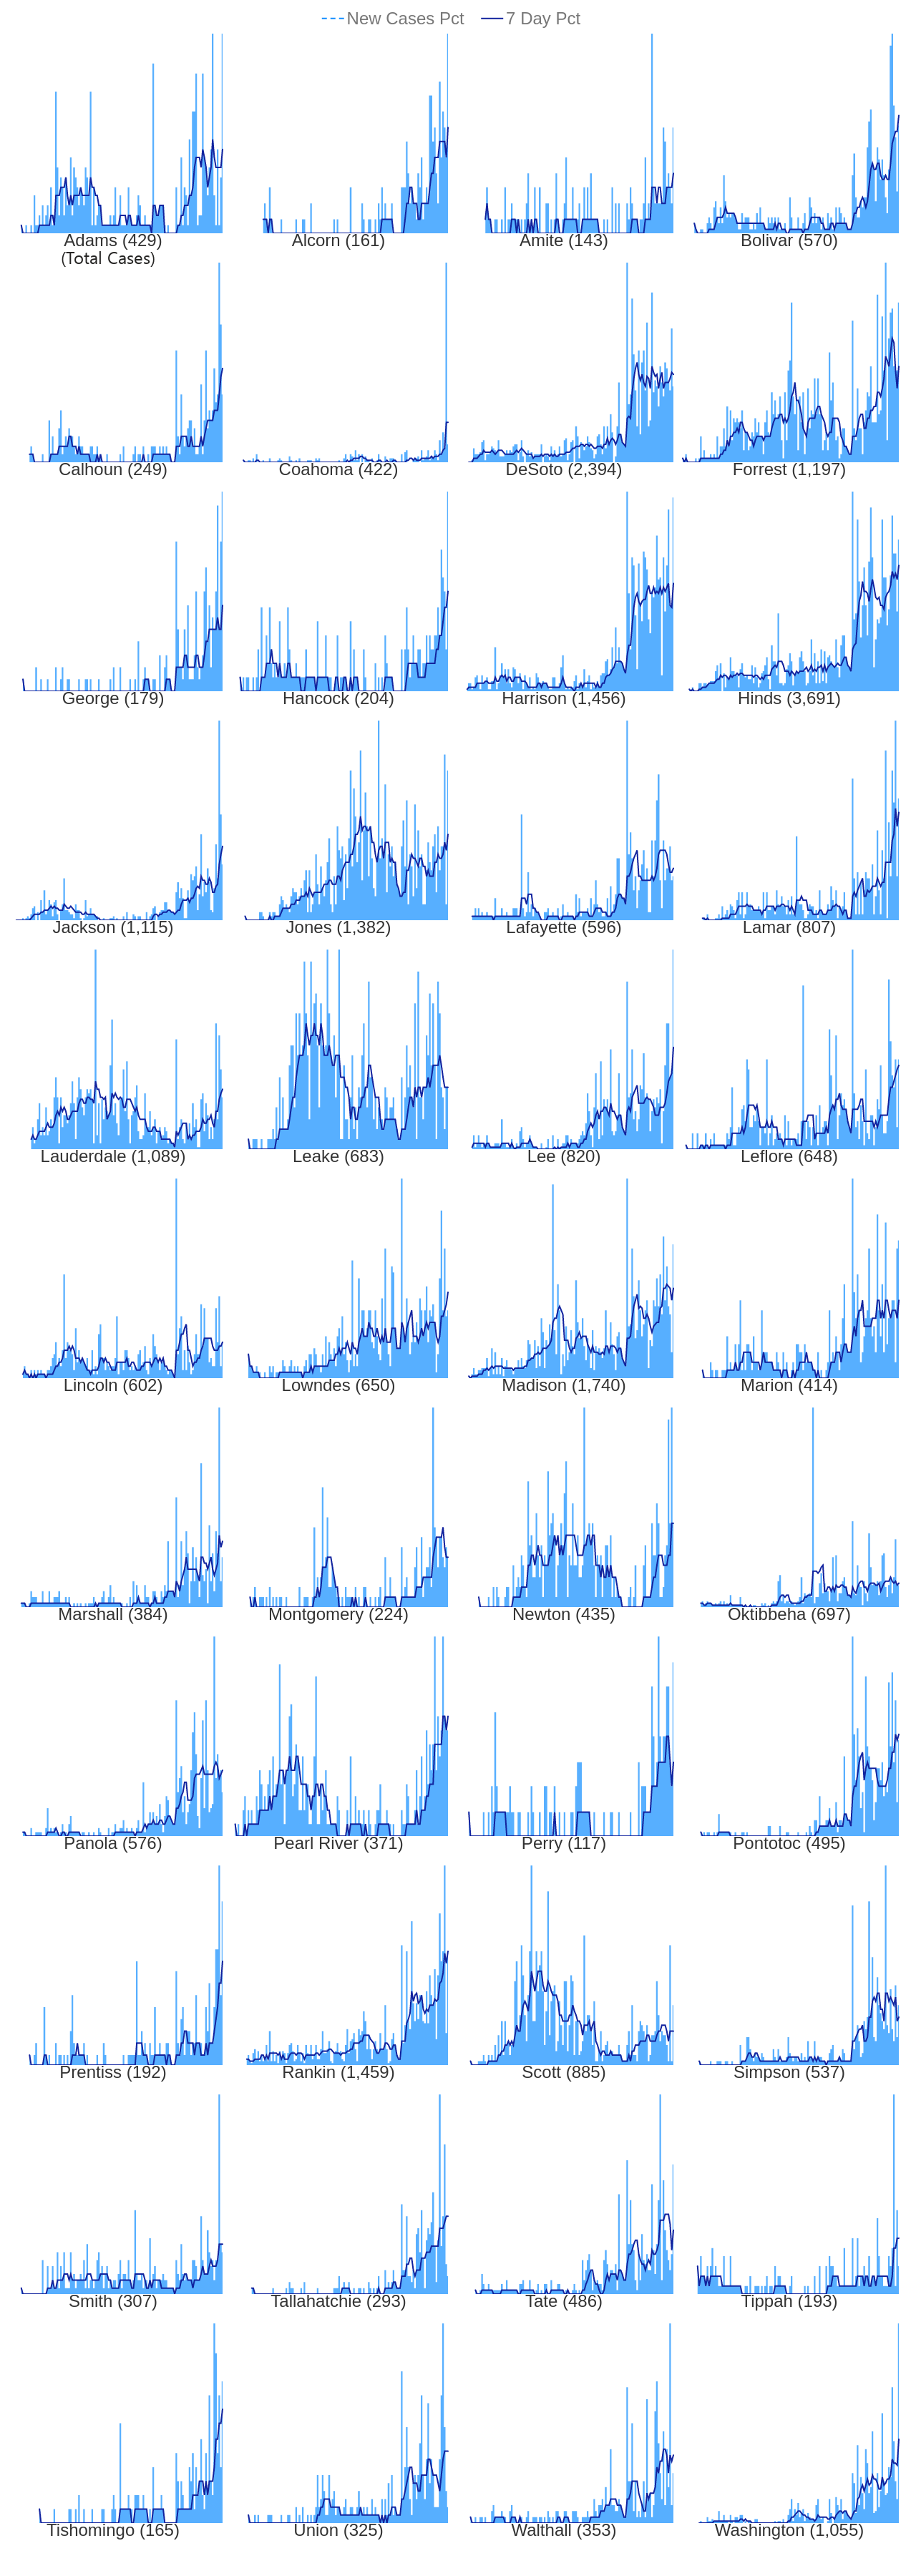 New Cases Pct 7 Day Pct
Adams (429) Alcorn (161) Amite (143) Bolivar (570)
(Total Cases)
Calhoun (249) Coahoma (422) DeSoto (2,394) Forrest (1,197)
George (179) Hancock (204) Harrison (1,456) Hinds (3,691)
Jackson (1,115) Jones (1,382) Lafayette (596) Lamar (807)
Lauderdale (1,089) Leake (683) Lee (820) Leflore (648)
Lincoln (602) Lowndes (650) Madison (1,740) Marion (414)
Marshall (384) Montgomery (224) Newton (435) Oktibbeha (697)
Panola (576) Pearl River (371) Perry (117) Pontotoc (495)
Prentiss (192) Rankin (1,459) Scott (885) Simpson (537)
Smith (307) Tallahatchie (293) Tate (486) Tippah (193)
Tishomingo (165) Union (325) Walthall (353) Washington (1,055)